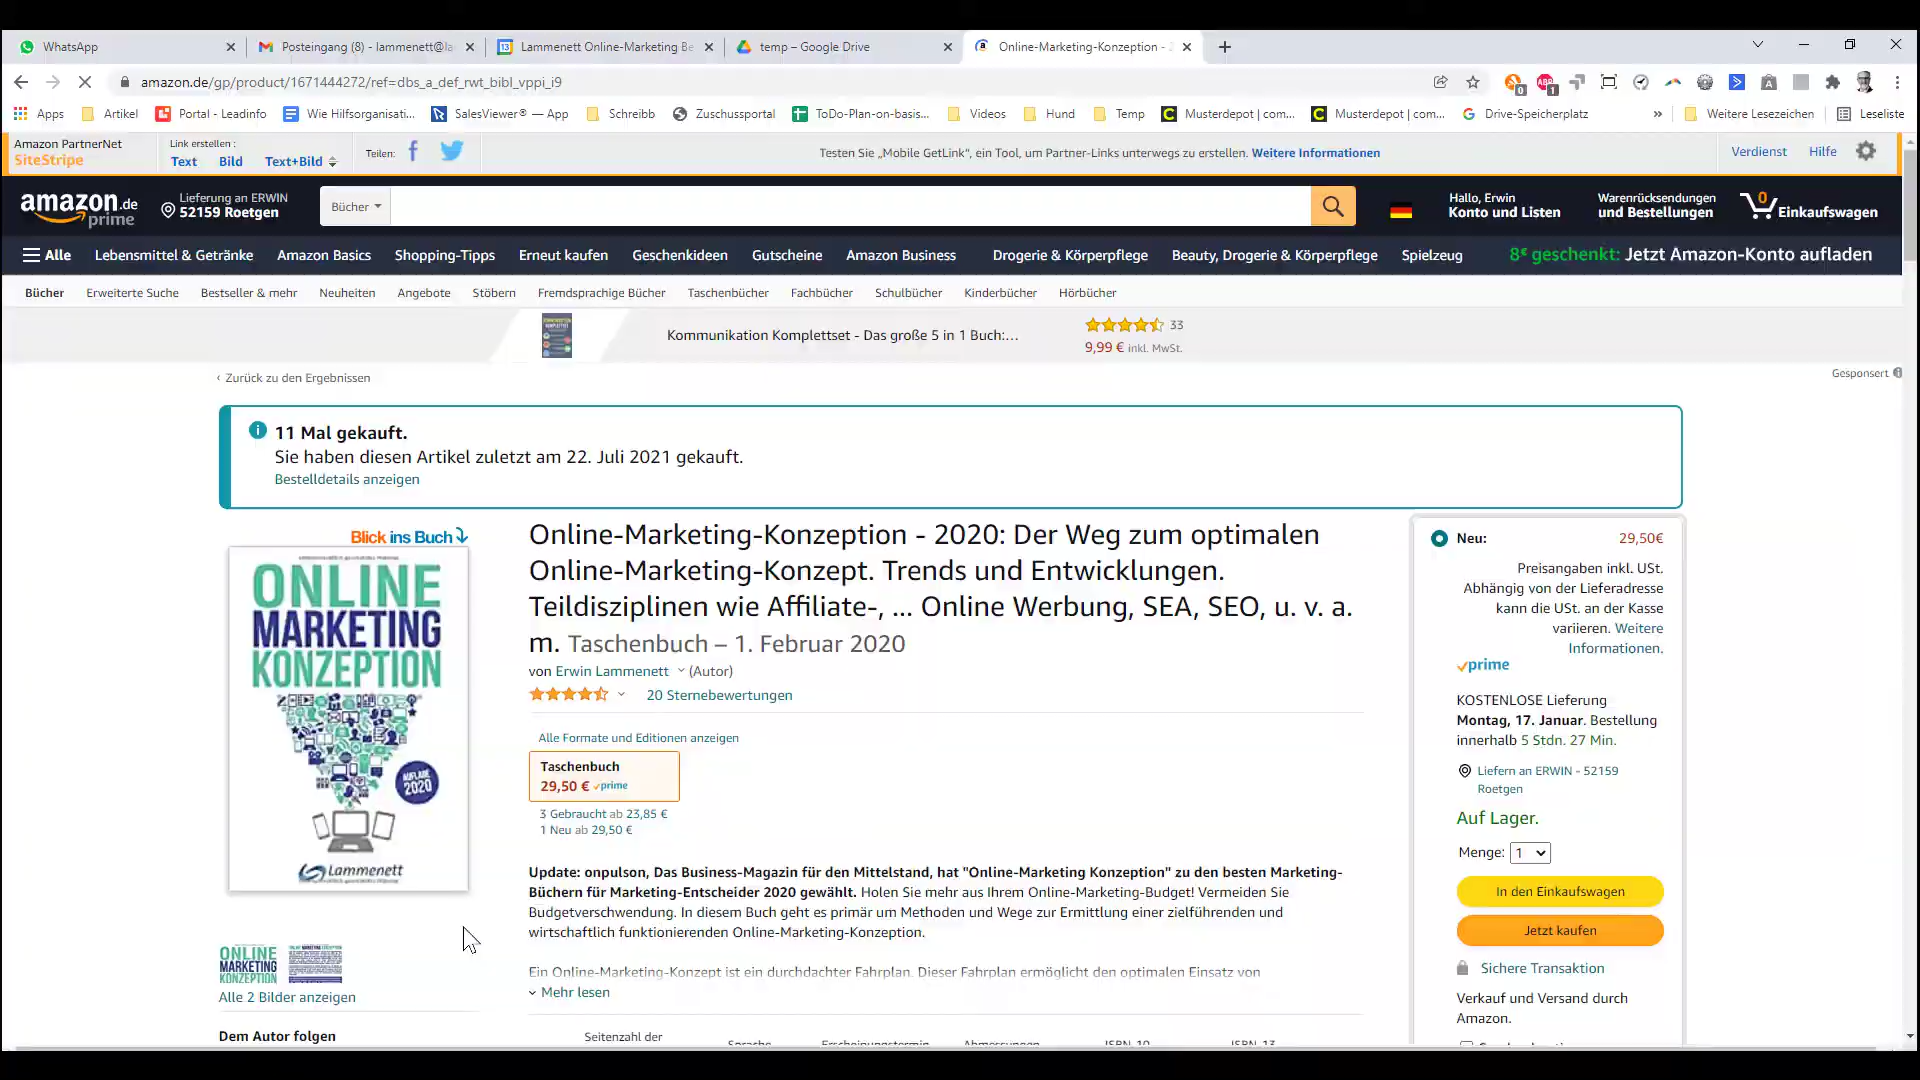 WhatsApp
Posteingang (8) - lammenett@la
Lammenett Online-Marketing Be
temp – Google Drive
Online-Marketing-Konzeption -
amazon.de/gp/product/1671444272/ref=dbs_a_def_rwt_bibl_vppi_i9
Apps
Artikel
Portal - Leadinfo
Wie Hilfsorganisati...
SalesViewer® — App
Schreibb
Zuschussportal
ToDo-Plan-on-basis...
Videos
Hund
Temp
Musterdepot | com...
Musterdepot | com...
Drive-Speicherplatz
»
Weitere Lesezeichen
Leseliste
Amazon PartnerNet
SiteStripe
Link erstellen :
Text Bild Text+Bild
Teilen:
Testen Sie „Mobile GetLink", ein Tool, um Partner-Links unterwegs zu erstellen. Weitere Informationen
Verdienst Hilfe
amazon.de
prime
Lieferung an ERWIN
52159 Roetgen
Bücher
Hallo, Erwin
Konto und Listen
Warenrücksendungen
und Bestellungen
0
Einkaufswagen
Alle
Lebensmittel & Getränke
Amazon Basics
Shopping-Tipps
Erneut kaufen
Geschenkideen
Gutscheine
Amazon Business
Drogerie & Körperpflege
Beauty, Drogerie & Körperpflege
Spielzeug
8€ geschenkt: Jetzt Amazon-Konto aufladen
Bücher
Erweiterte Suche
Bestseller & mehr
Neuheiten
Angebote
Stöbern
Fremdsprachige Bücher
Taschenbücher
Fachbücher
Schulbücher
Kinderbücher
Hörbücher
Kommunikation Komplettset - Das große 5 in 1 Buch:...
33
9,99 € inkl. MwSt.
‹ Zurück zu den Ergebnissen
Gesponsert
11 Mal gekauft.
Sie haben diesen Artikel zuletzt am 22. Juli 2021 gekauft.
Bestelldetails anzeigen
Blick ins Buch
ONLINE
MARKETING
KONZEPTION
AUFLAGE
2020
Lammenett
ONLINE
MARKETING
KONZEPTION
Alle 2 Bilder anzeigen
Dem Autor folgen
Online-Marketing-Konzeption - 2020: Der Weg zum optimalen
Online-Marketing-Konzept. Trends und Entwicklungen.
Teildisziplinen wie Affiliate-, ... Online Werbung, SEA, SEO, u. v. a.
m. Taschenbuch – 1. Februar 2020
von Erwin Lammenett (Autor)
20 Sternebewertungen
Alle Formate und Editionen anzeigen
Taschenbuch
29,50 € prime
3 Gebraucht ab 23,85 €
1 Neu ab 29,50 €
Update: onpulson, Das Business-Magazin für den Mittelstand, hat "Online-Marketing Konzeption" zu den besten Marketing-
Büchern für Marketing-Entscheider 2020 gewählt. Holen Sie mehr aus Ihrem Online-Marketing-Budget! Vermeiden Sie
Budgetverschwendung. In diesem Buch geht es primär um Methoden und Wege zur Ermittlung einer zielführenden und
wirtschaftlich funktionierenden Online-Marketing-Konzeption.
Ein Online-Marketing-Konzept ist ein durchdachter Fahrplan. Dieser Fahrplan ermöglicht den optimalen Einsatz von
Mehr lesen
Seitenzahl der
Sprache
Erscheinungstermin
Abmessungen
ISBN-10
ISBN-13
Neu:
29,50€
Preisangaben inkl. USt.
Abhängig von der Lieferadresse
kann die USt. an der Kasse
variieren. Weitere
Informationen.
prime
KOSTENLOSE Lieferung
Montag, 17. Januar. Bestellung
innerhalb 5 Stdn. 27 Min.
Liefern an ERWIN - 52159
Roetgen
Auf Lager.
Menge: 1
In den Einkaufswagen
Jetzt kaufen
Sichere Transaktion
Verkauf und Versand durch
Amazon.